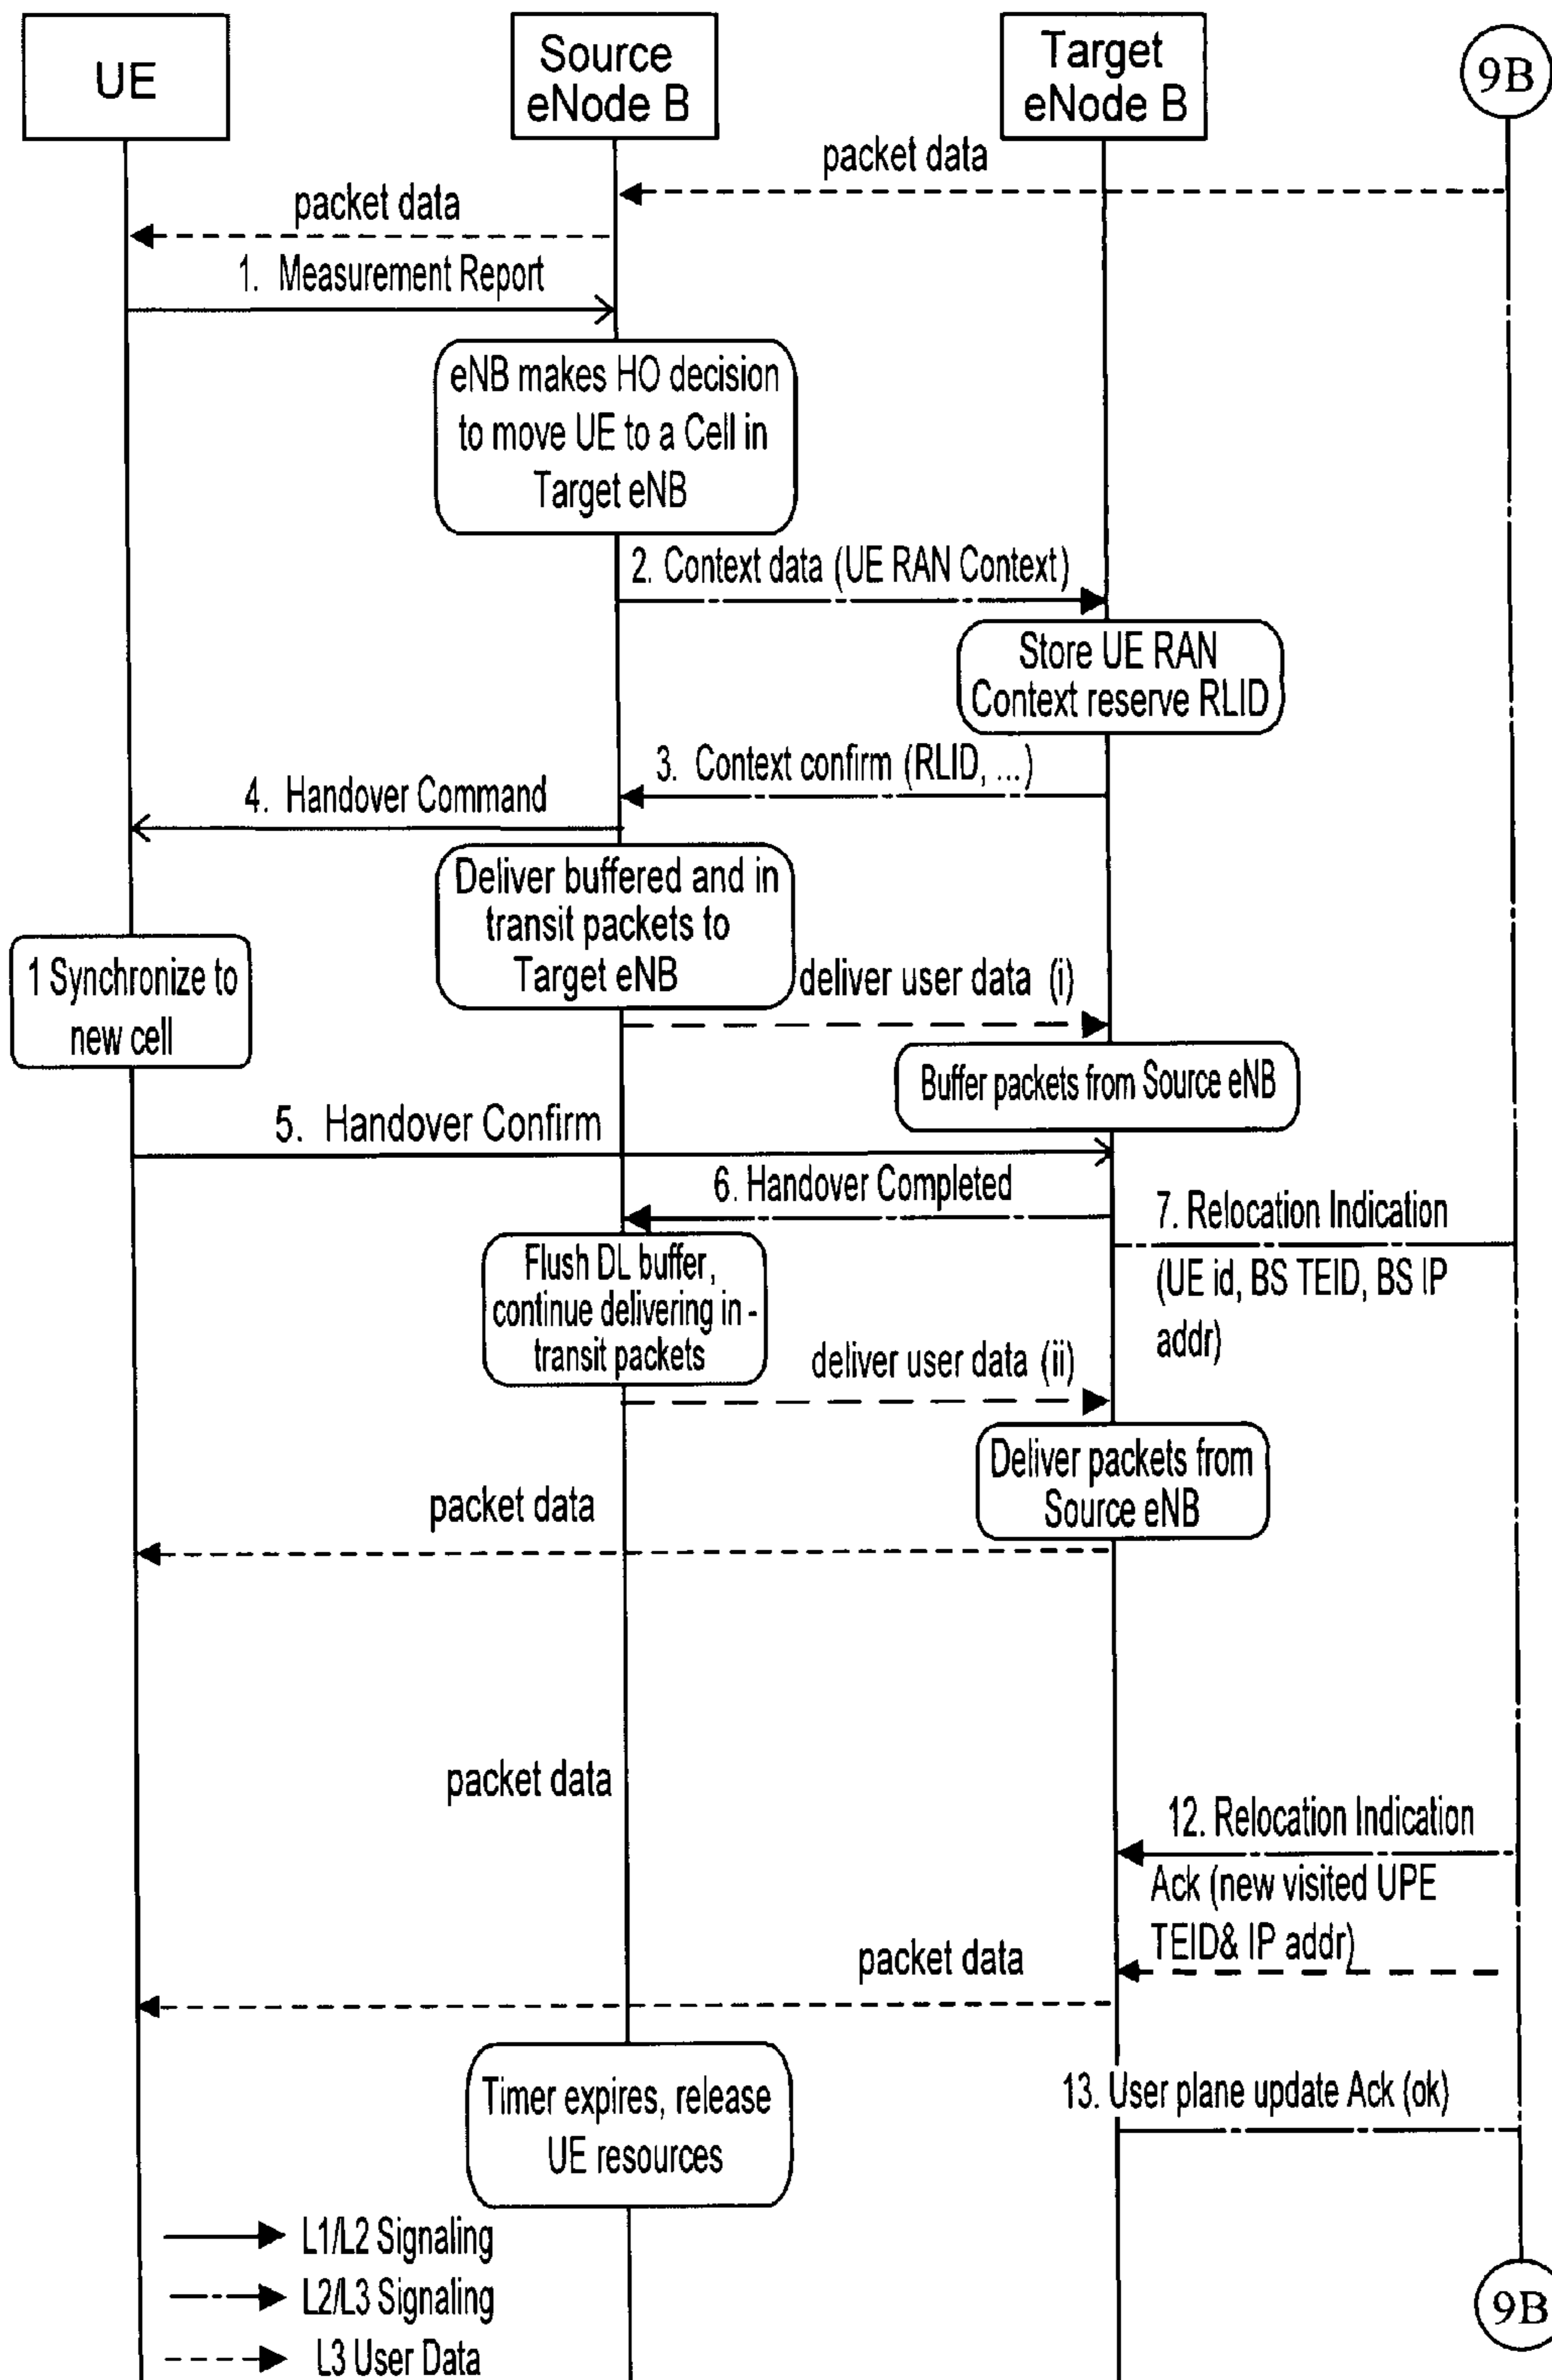 UE
Source
eNode B
Target
eNode B
9B
packet data
packet data
1. Measurement Report
eNB makes HO decision
to move UE to a Cell in
Target eNB
2. Context data (UE RAN Context)
Store UE RAN
Context reserve RLID
3. Context confirm (RLID, ...)
4. Handover Command
Deliver buffered and in
transit packets to
Target eNB
1 Synchronize to
new cell
deliver user data (i)
Buffer packets from Source eNB
5. Handover Confirm
6. Handover Completed
7. Relocation Indication
(UE id, BS TEID, BS IP
addr)
Flush DL buffer,
continue delivering in -
transit packets
deliver user data (ii)
Deliver packets from
Source eNB
packet data
packet data
12. Relocation Indication
Ack (new visited UPE
TEID& IP addr)
packet data
Timer expires, release
UE resources
13. User plane update Ack (ok)
L1/L2 Signaling
L2/L3 Signaling
L3 User Data
9B